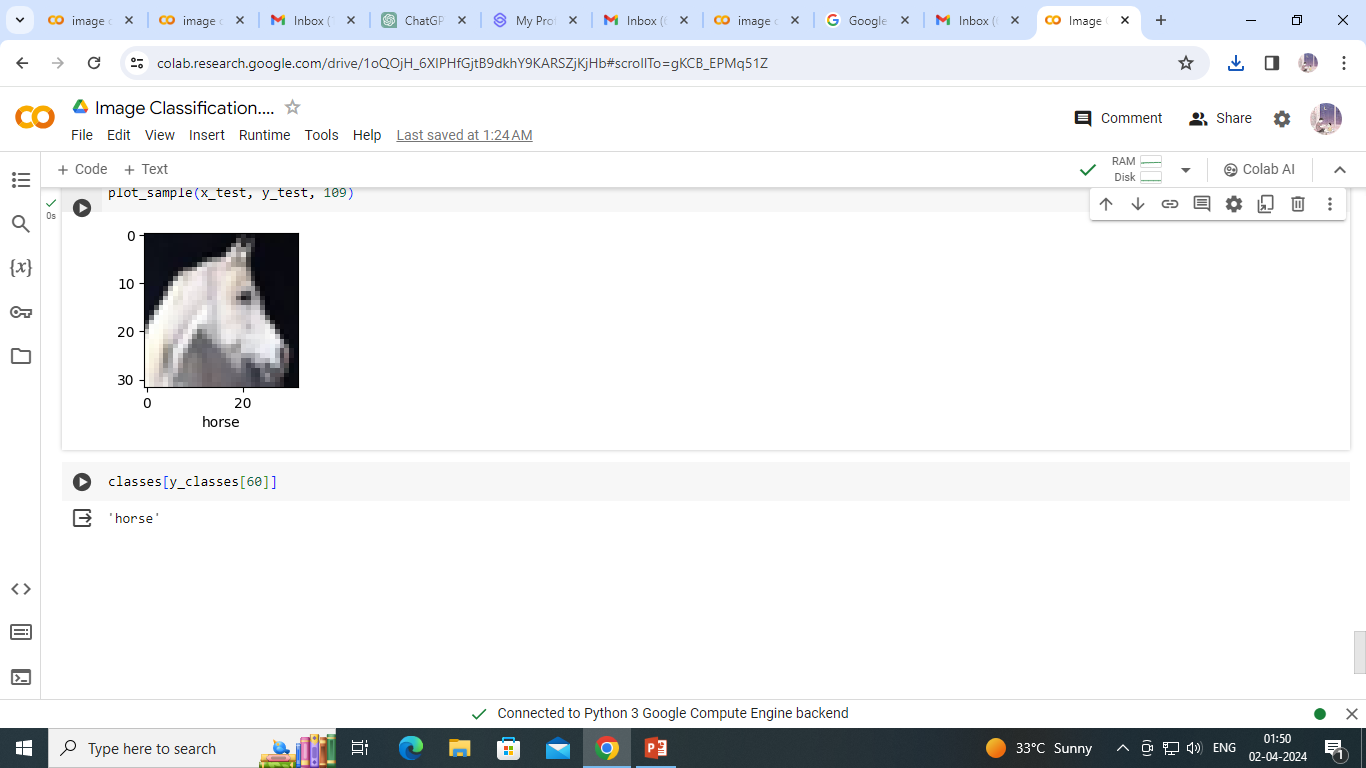 image c
image c
Inbox (
ChatGP
My Pro
Inbox (
image c
Google
Inbox (
Image
colab.research.google.com/drive/1oQOjH_6XIPHfGjtB9dkhY9KARSZjKjHb#scrollTo=gKCB_EPMq51Z
Image Classification....
File Edit View Insert Runtime Tools Help Last saved at 1:24 AM
Comment Share
+ Code + Text
RAM
Disk
Colab AI
plot_sample(x_test, y_test, 109)
0s
{x}
0
10
20
30
0 20
horse
classes[y_classes[60]]
'horse'
Connected to Python 3 Google Compute Engine backend
Type here to search
33°C Sunny
ENG
01:50
02-04-2024
1